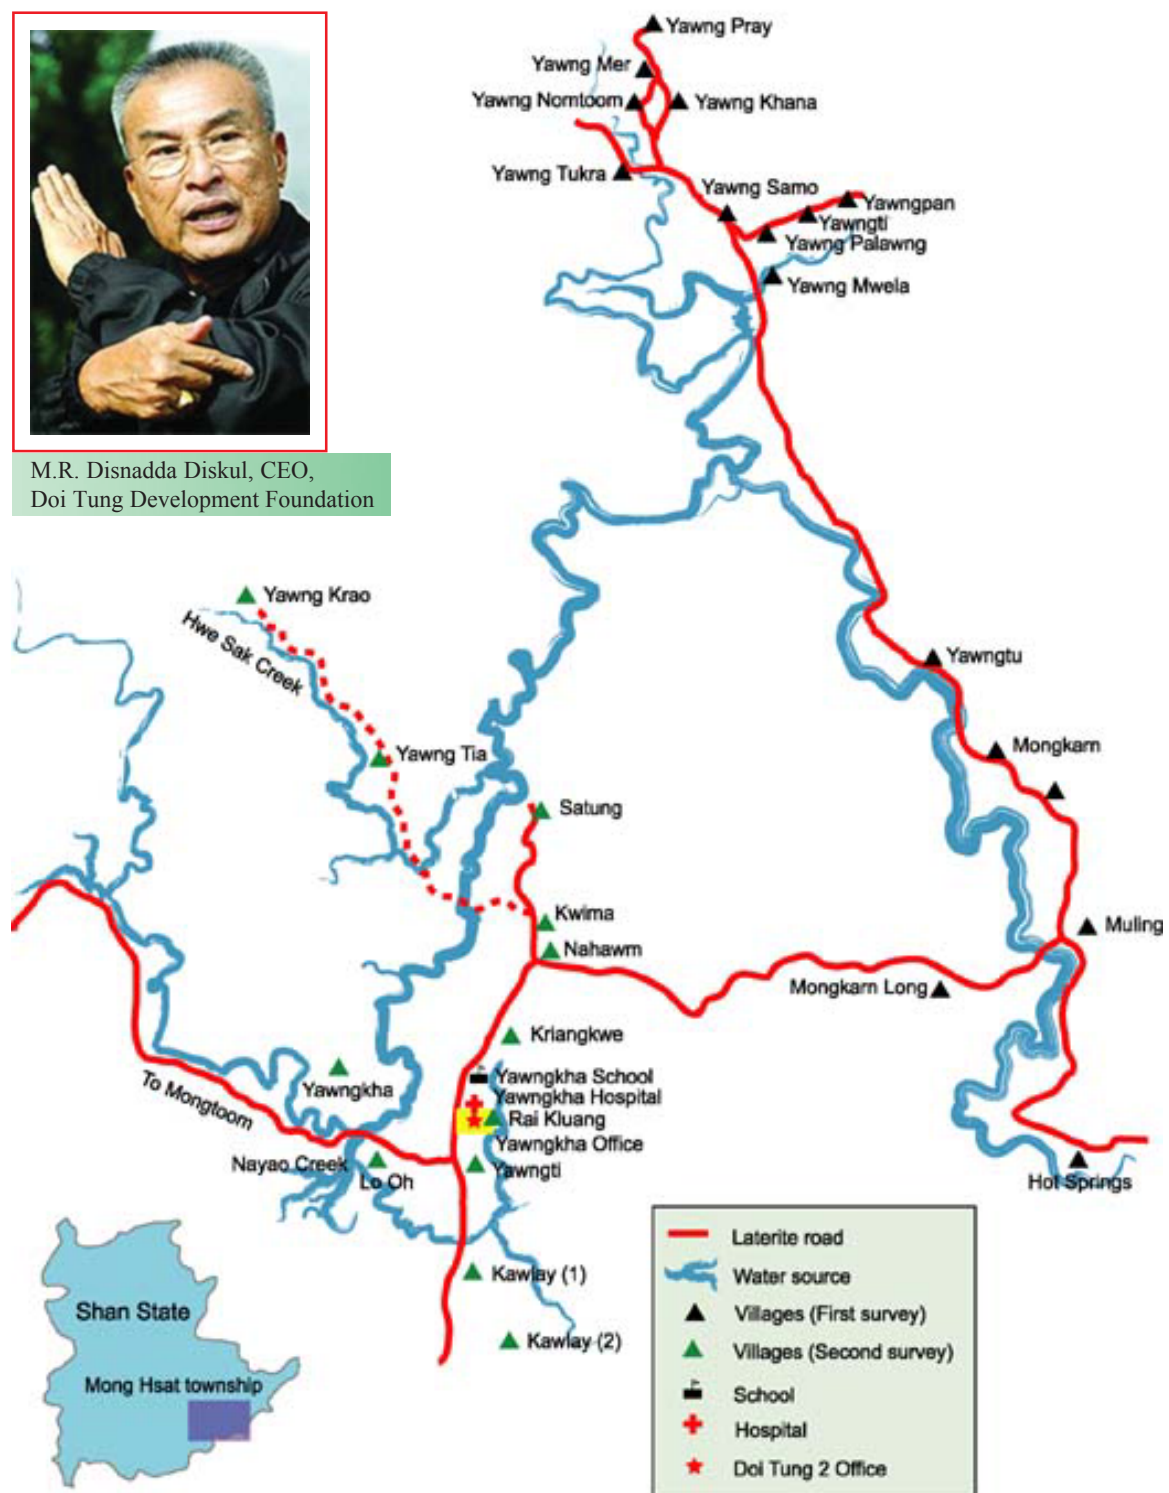 M.R. Disnadda Diskul, CEO,
Doi Tung Development Foundation
Yawng Pray
Yawng Mer
Yawng Nomtoom
Yawng Khana
Yawng Tukra
Yawng Samo
Yawngpan
Yawngti
Yawng Palawng
Yawng Mwela
Yawng Krao
Hwe Sak Creek
Yawngtu
Yawng Tia
Mongkarn
Satung
Kwima
Muling
Nahawm
Mongkarn Long
Kriangkwe
Yawngkha
Yawngkha School
To Mongtoom
Yawngkha Hospital
Rai Kluang
Yawngkha Office
Nayao Creek
Lo Oh
Yawngti
Hot Springs
Kawlay (1)
Kawlay (2)
Shan State
Mong Hsat township
Laterite road
Water source
Villages (First survey)
Villages (Second survey)
School
Hospital
Doi Tung 2 Office